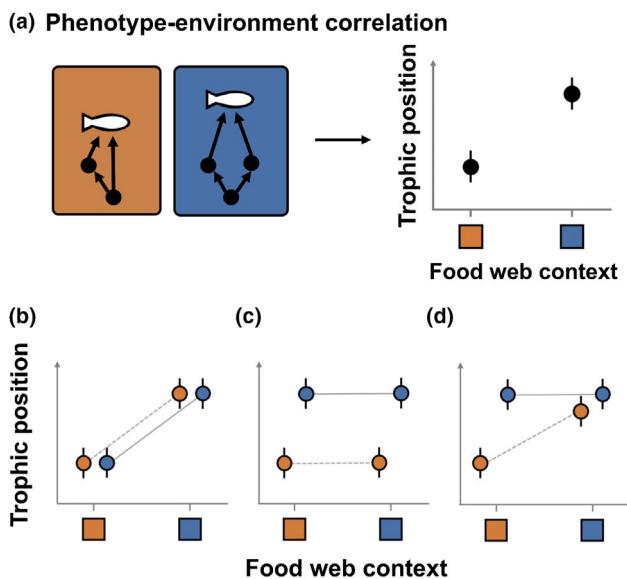 (a) Phenotype-environment correlation
Trophic position
Food web context
(b)
(c)
(d)
Trophic position
Food web context